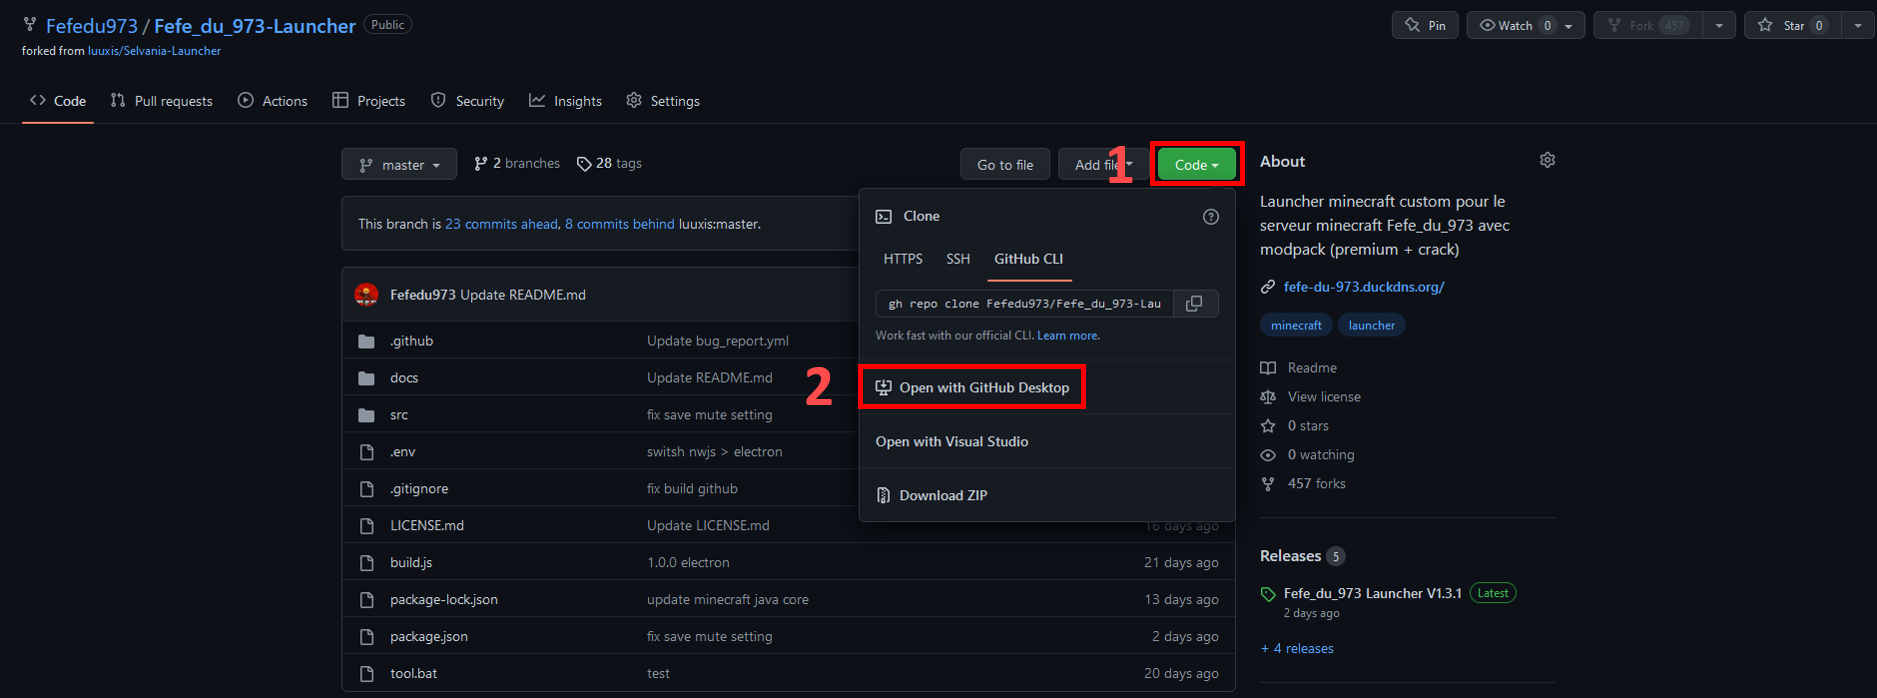 Fefedu973 / Fefe_du_973-Launcher Public
forked from luuxis/Selvania-Launcher
Pin
Watch 0
Fork 457
Star 0
Code
Pull requests
Actions
Projects
Security
Insights
Settings
master
2 branches
28 tags
Go to file
Add file
1
Code
This branch is 23 commits ahead, 8 commits behind luuxis:master.
Fefedu973 Update README.md
.github Update bug_report.yml
docs Update README.md
src fix save mute setting
.env switsh nwjs > electron
.gitignore fix build github
LICENSE.md Update LICENSE.md 16 days ago
build.js 1.0.0 electron 21 days ago
package-lock.json update minecraft java core 13 days ago
package.json fix save mute setting 2 days ago
tool.bat test 20 days ago
Clone
HTTPS SSH GitHub CLI
gh repo clone Fefedu973/Fefe_du_973-Lau
Work fast with our official CLI. Learn more.
2
Open with GitHub Desktop
Open with Visual Studio
Download ZIP
About
Launcher minecraft custom pour le
serveur minecraft Fefe_du_973 avec
modpack (premium + crack)
fefe-du-973.duckdns.org/
minecraft launcher
Readme
View license
0 stars
0 watching
457 forks
Releases 5
Fefe_du_973 Launcher V1.3.1 Latest
2 days ago
+ 4 releases